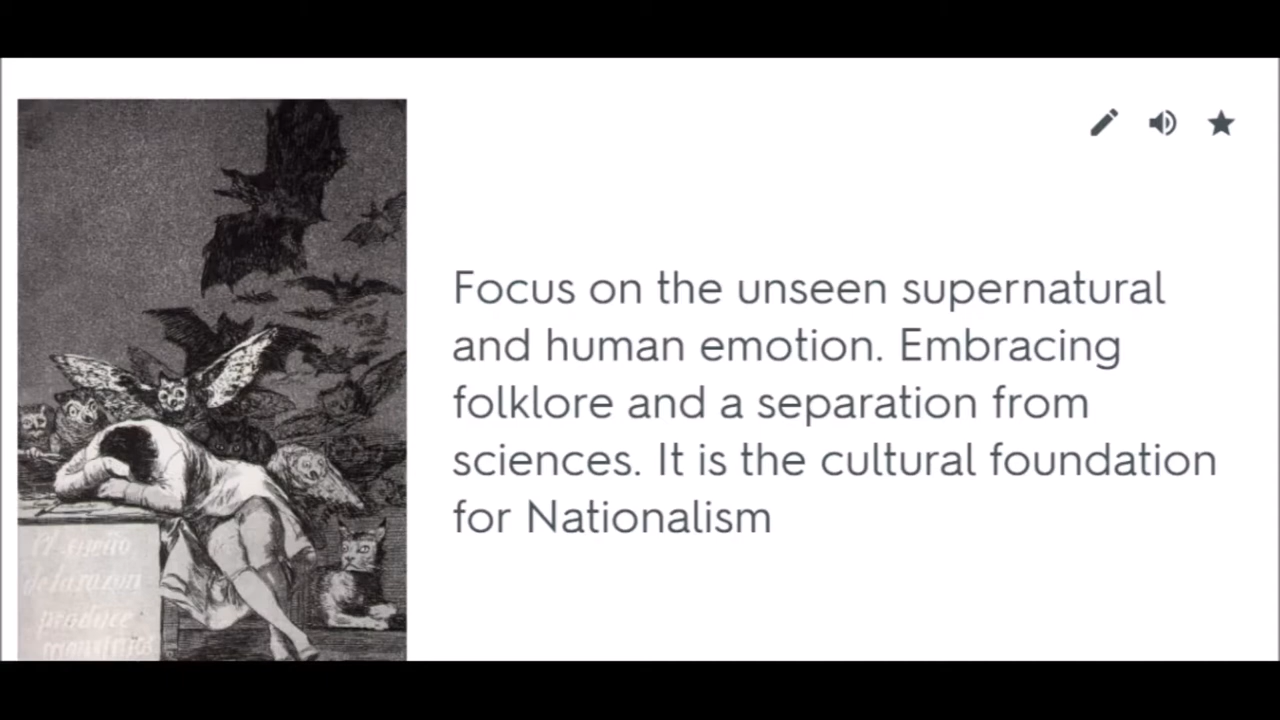 Focus on the unseen supernatural
and human emotion. Embracing
folklore and a separation from
sciences. It is the cultural foundation
for Nationalism
El sueño
de la razon
produce
monstruos